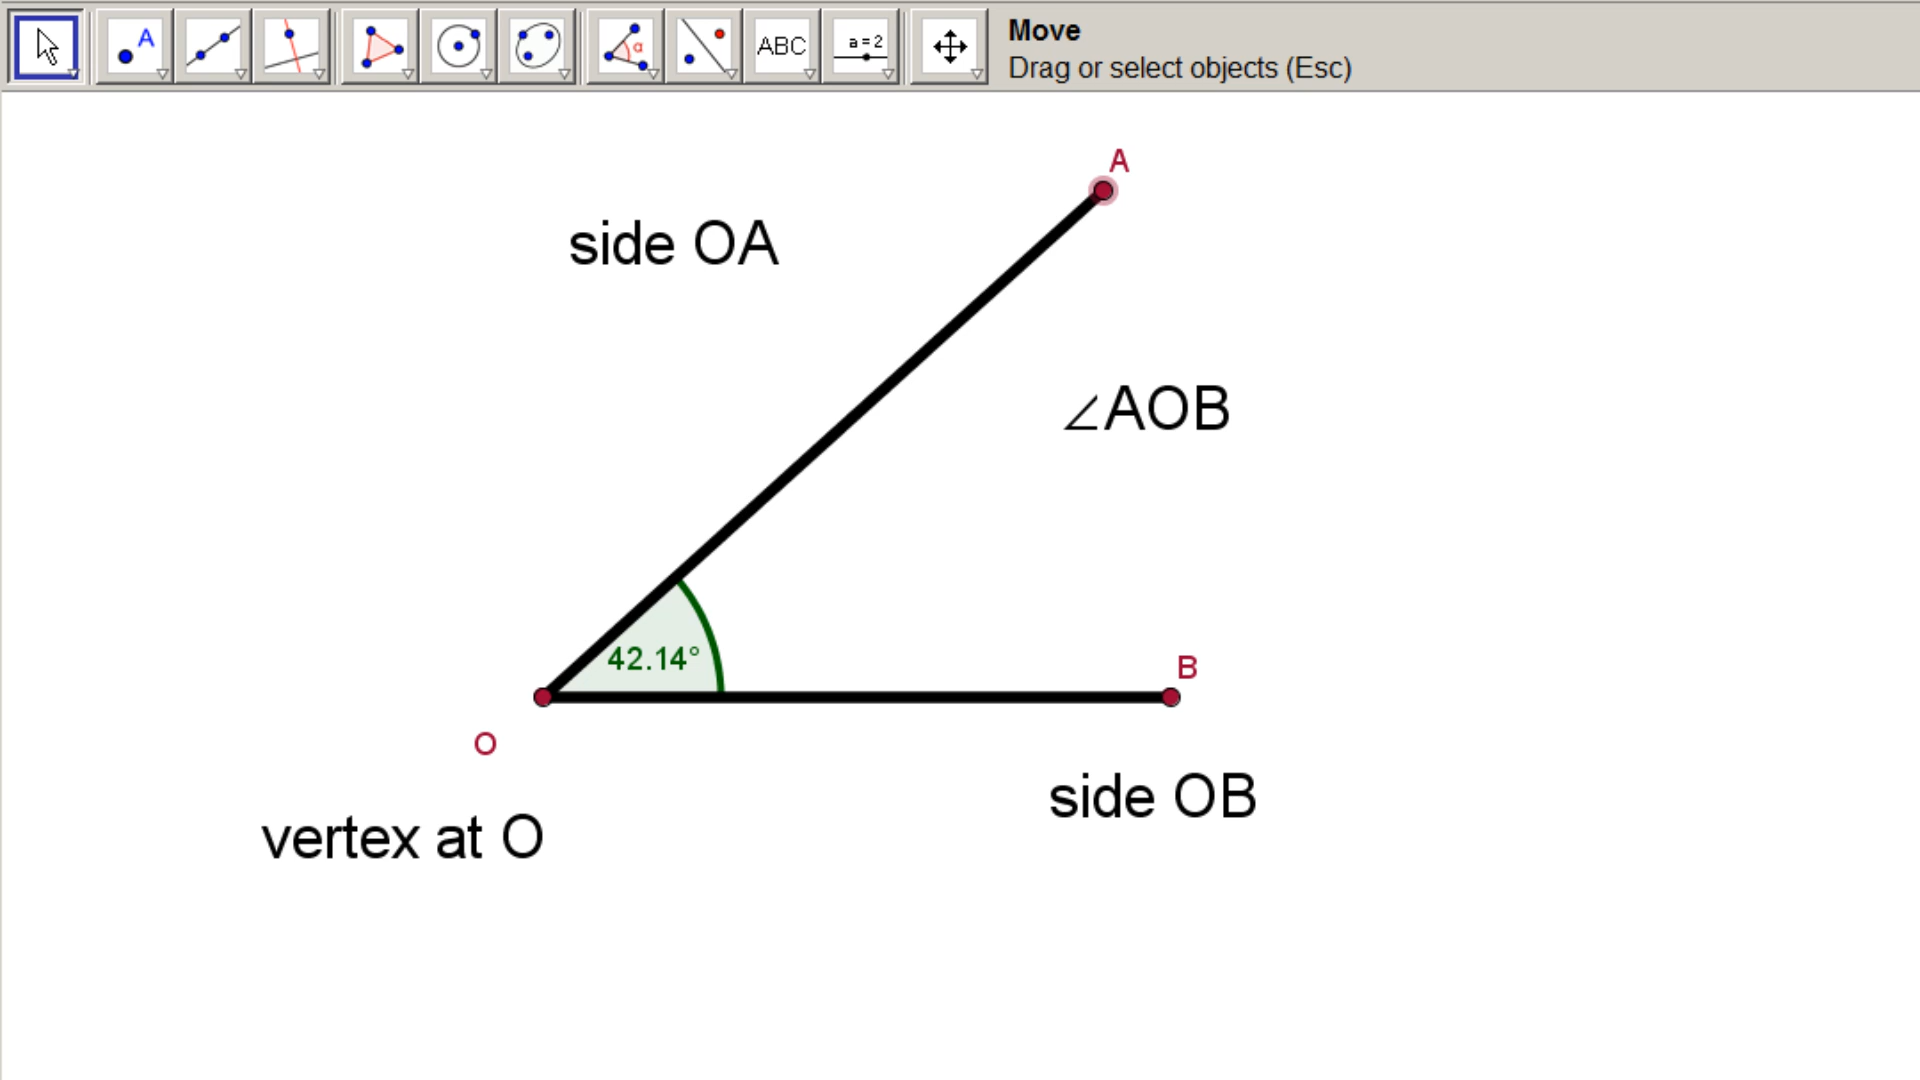 A
ABC
a = 2
Move
Drag or select objects (Esc)
α
A
side OA
∠AOB
42.14°
B
O
side OB
vertex at O